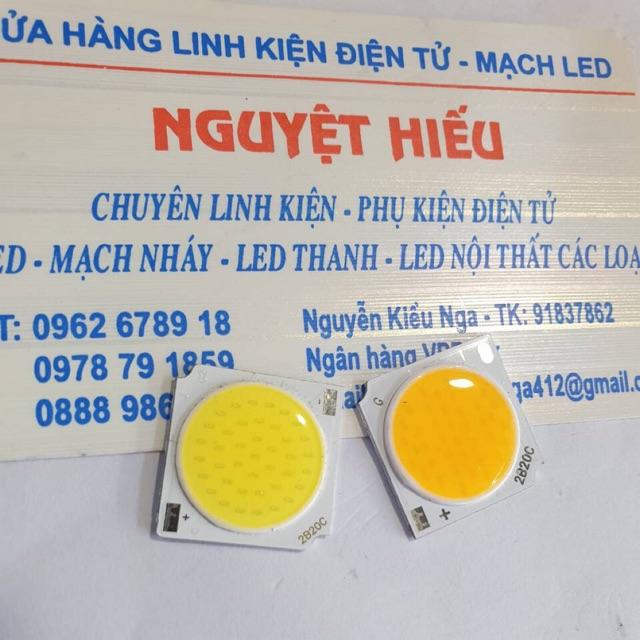 ỬA HÀNG LINH KIỆN ĐIỆN TỬ - MẠCH LED
NGUYỆT HIẾU
CHUYÊN LINH KIỆN - PHỤ KIỆN ĐIỆN TỬ
ED - MẠCH NHÁY - LED THANH - LED NỘI THẤT CÁC LOẠ
T: 0962 6789 18
0978 79 1859
0888 986
Nguyễn Kiều Nga - TK: 91837862
Ngân hàng
ga412@gmail.c
G
2B20C
+
2B20C
+